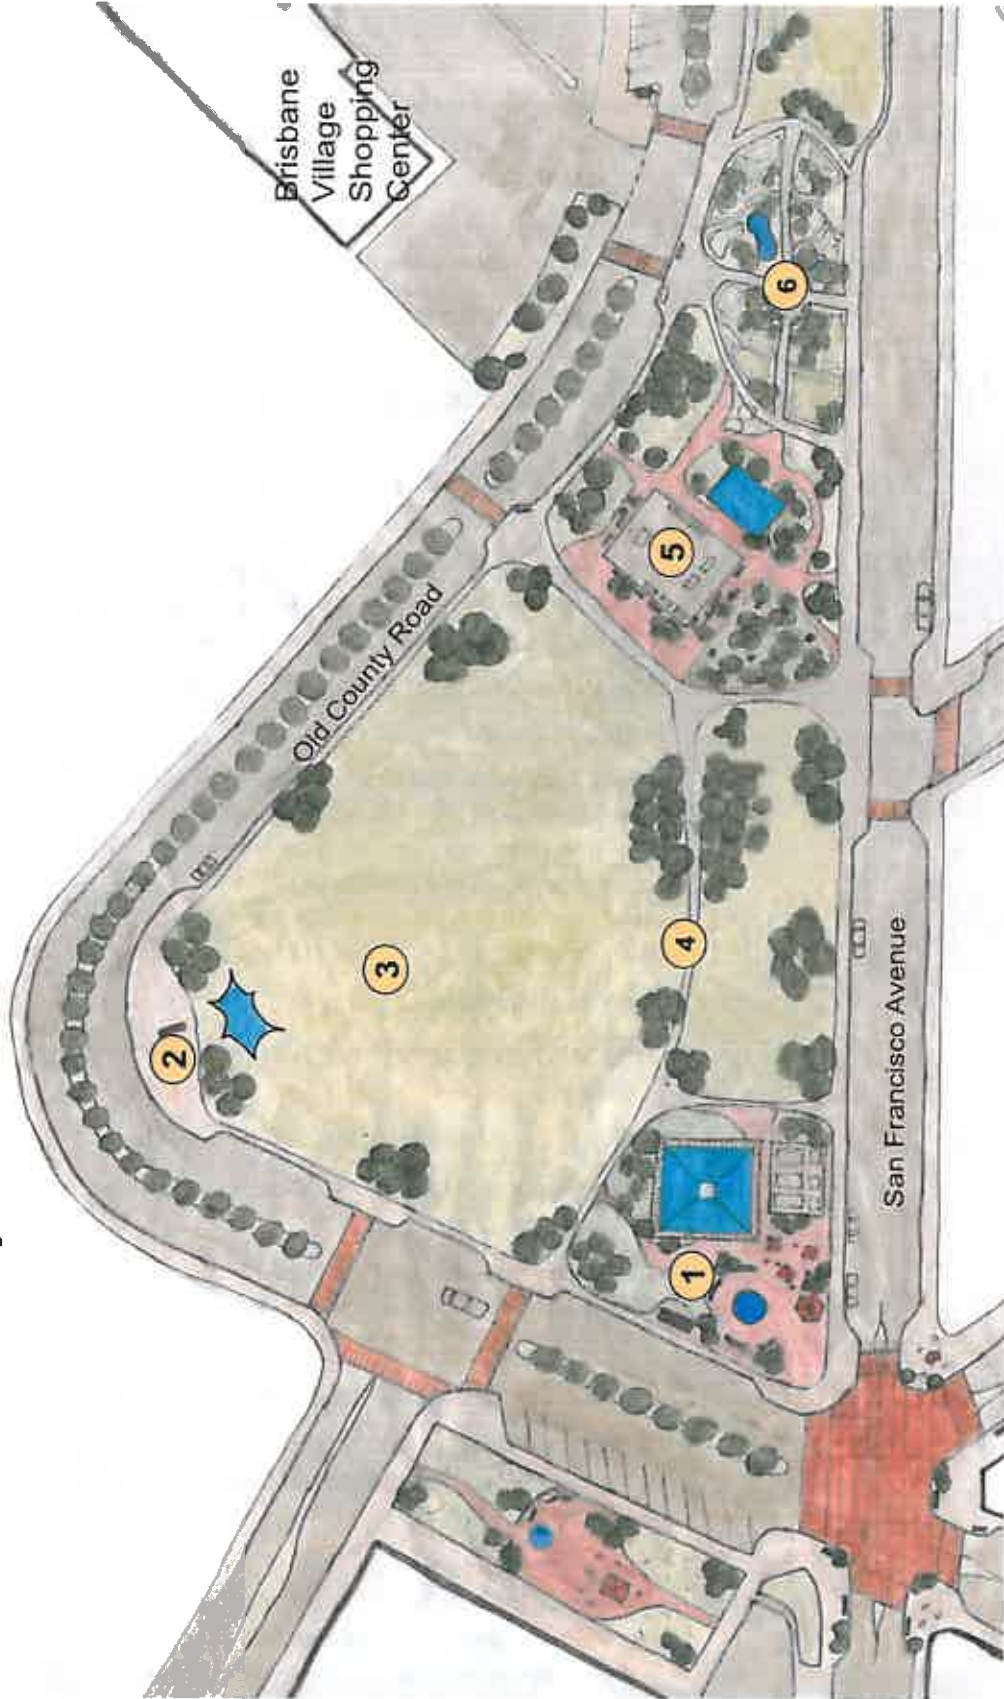 Brisbane
Village
Shopping
Center
Old County Road
San Francisco Avenue
1
2
3
4
5
6